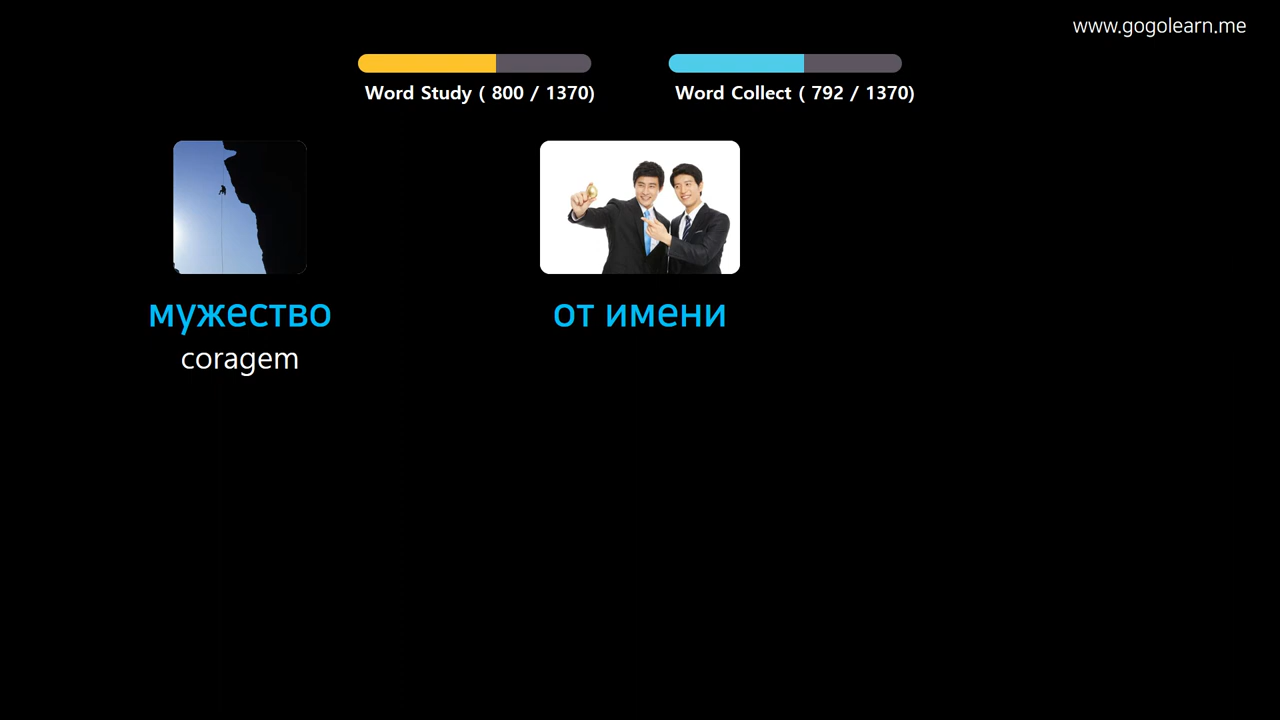 www.gogolearn.me
Word Study ( 800 / 1370)
Word Collect ( 792 / 1370)
мужество
coragem
от имени